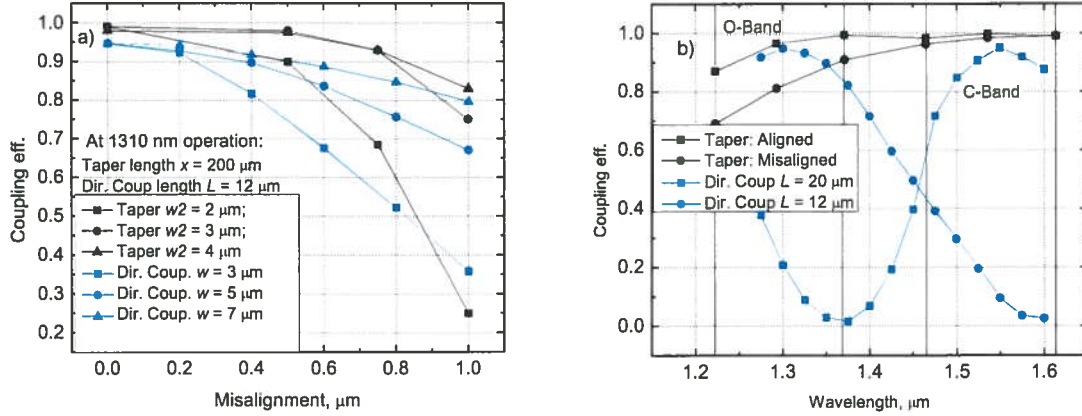 a)
1.0
0.9
0.8
0.7
0.6
0.5
0.4
0.3
0.2
Coupling eff.
At 1310 nm operation:
Taper length x = 200 μm
Dir. Coup length L = 12 μm
Taper w2 = 2 μm;
Taper w2 = 3 μm;
Taper w2 = 4 μm
Dir. Coup. w = 3 μm
Dir. Coup. w = 5 μm
Dir. Coup. w = 7 μm
0.0 0.2 0.4 0.6 0.8 1.0
Misalignment, μm
b)
O-Band
C-Band
1.0
0.8
0.6
0.4
0.2
0.0
Coupling eff.
Taper: Aligned
Taper: Misaligned
Dir. Coup L = 20 μm
Dir. Coup L = 12 μm
1.2 1.3 1.4 1.5 1.6
Wavelength, μm